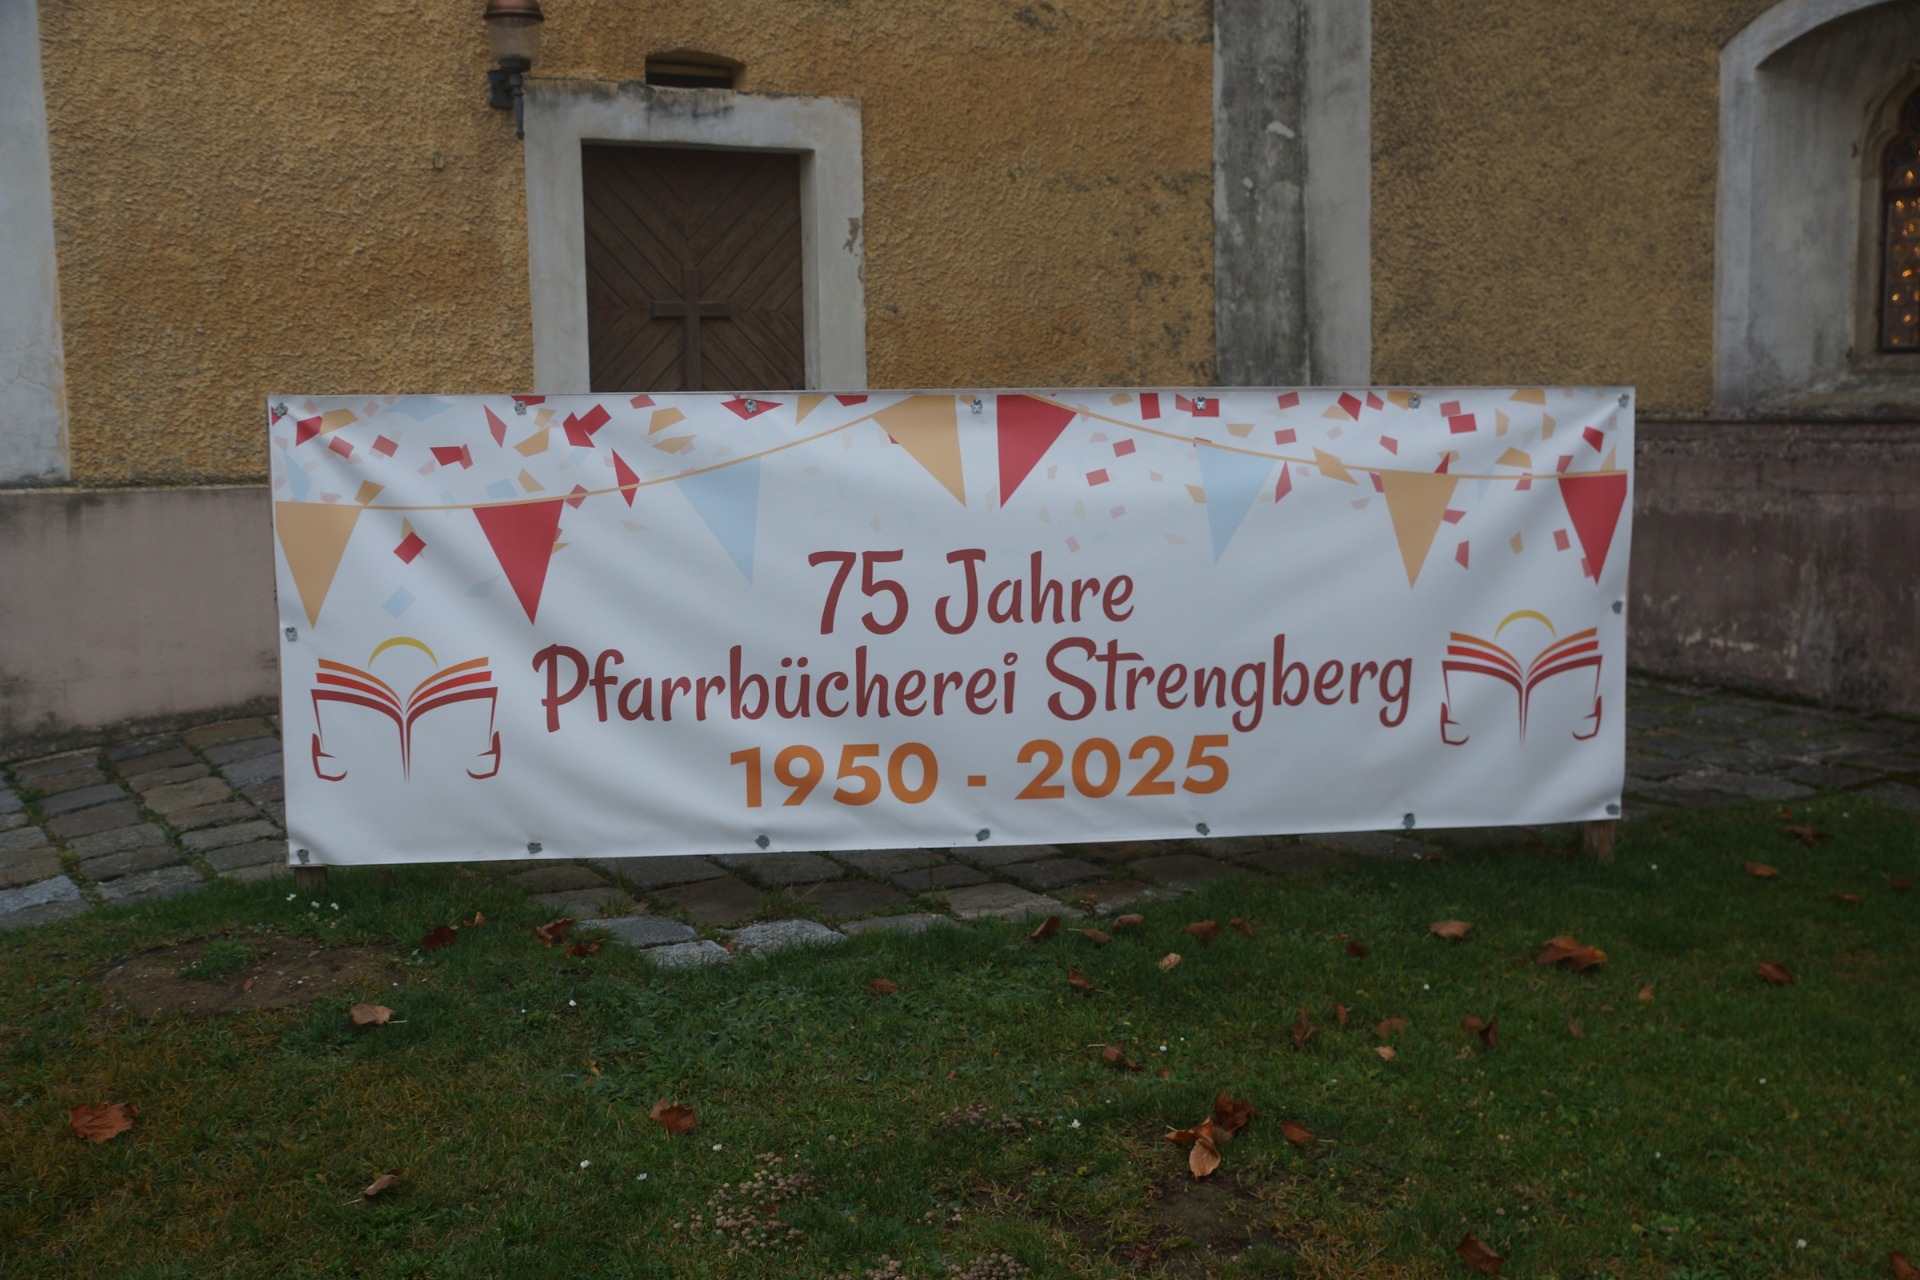 75 Jahre
Pfarrbücherei Strengberg
1950 - 2025